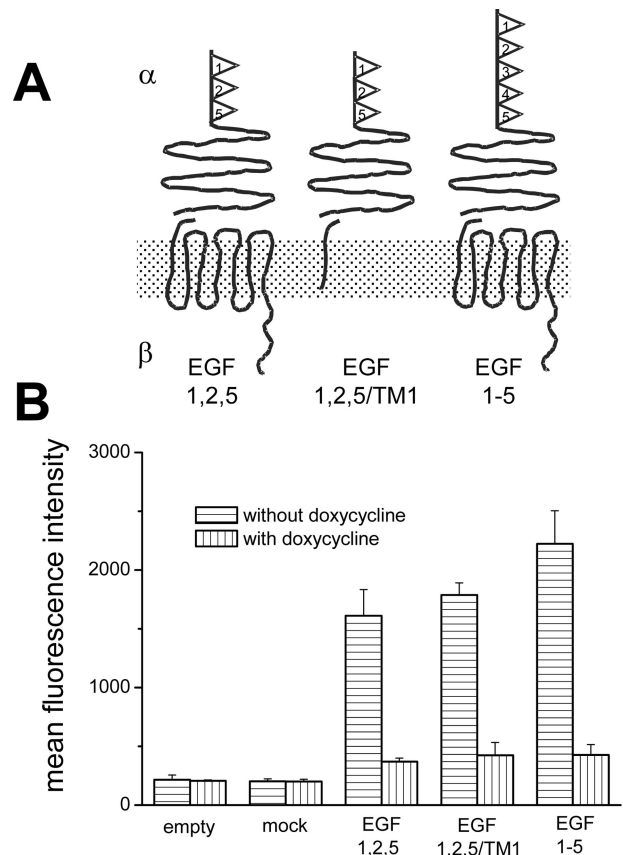 A
α
1
2
5
1
2
5
1
2
3
4
5
β
EGF
1,2,5
EGF
1,2,5/TM1
EGF
1-5
B
mean fluorescence intensity
3000
2000
1000
0
without doxycycline
with doxycycline
empty
mock
EGF
1,2,5
EGF
1,2,5/TM1
EGF
1-5